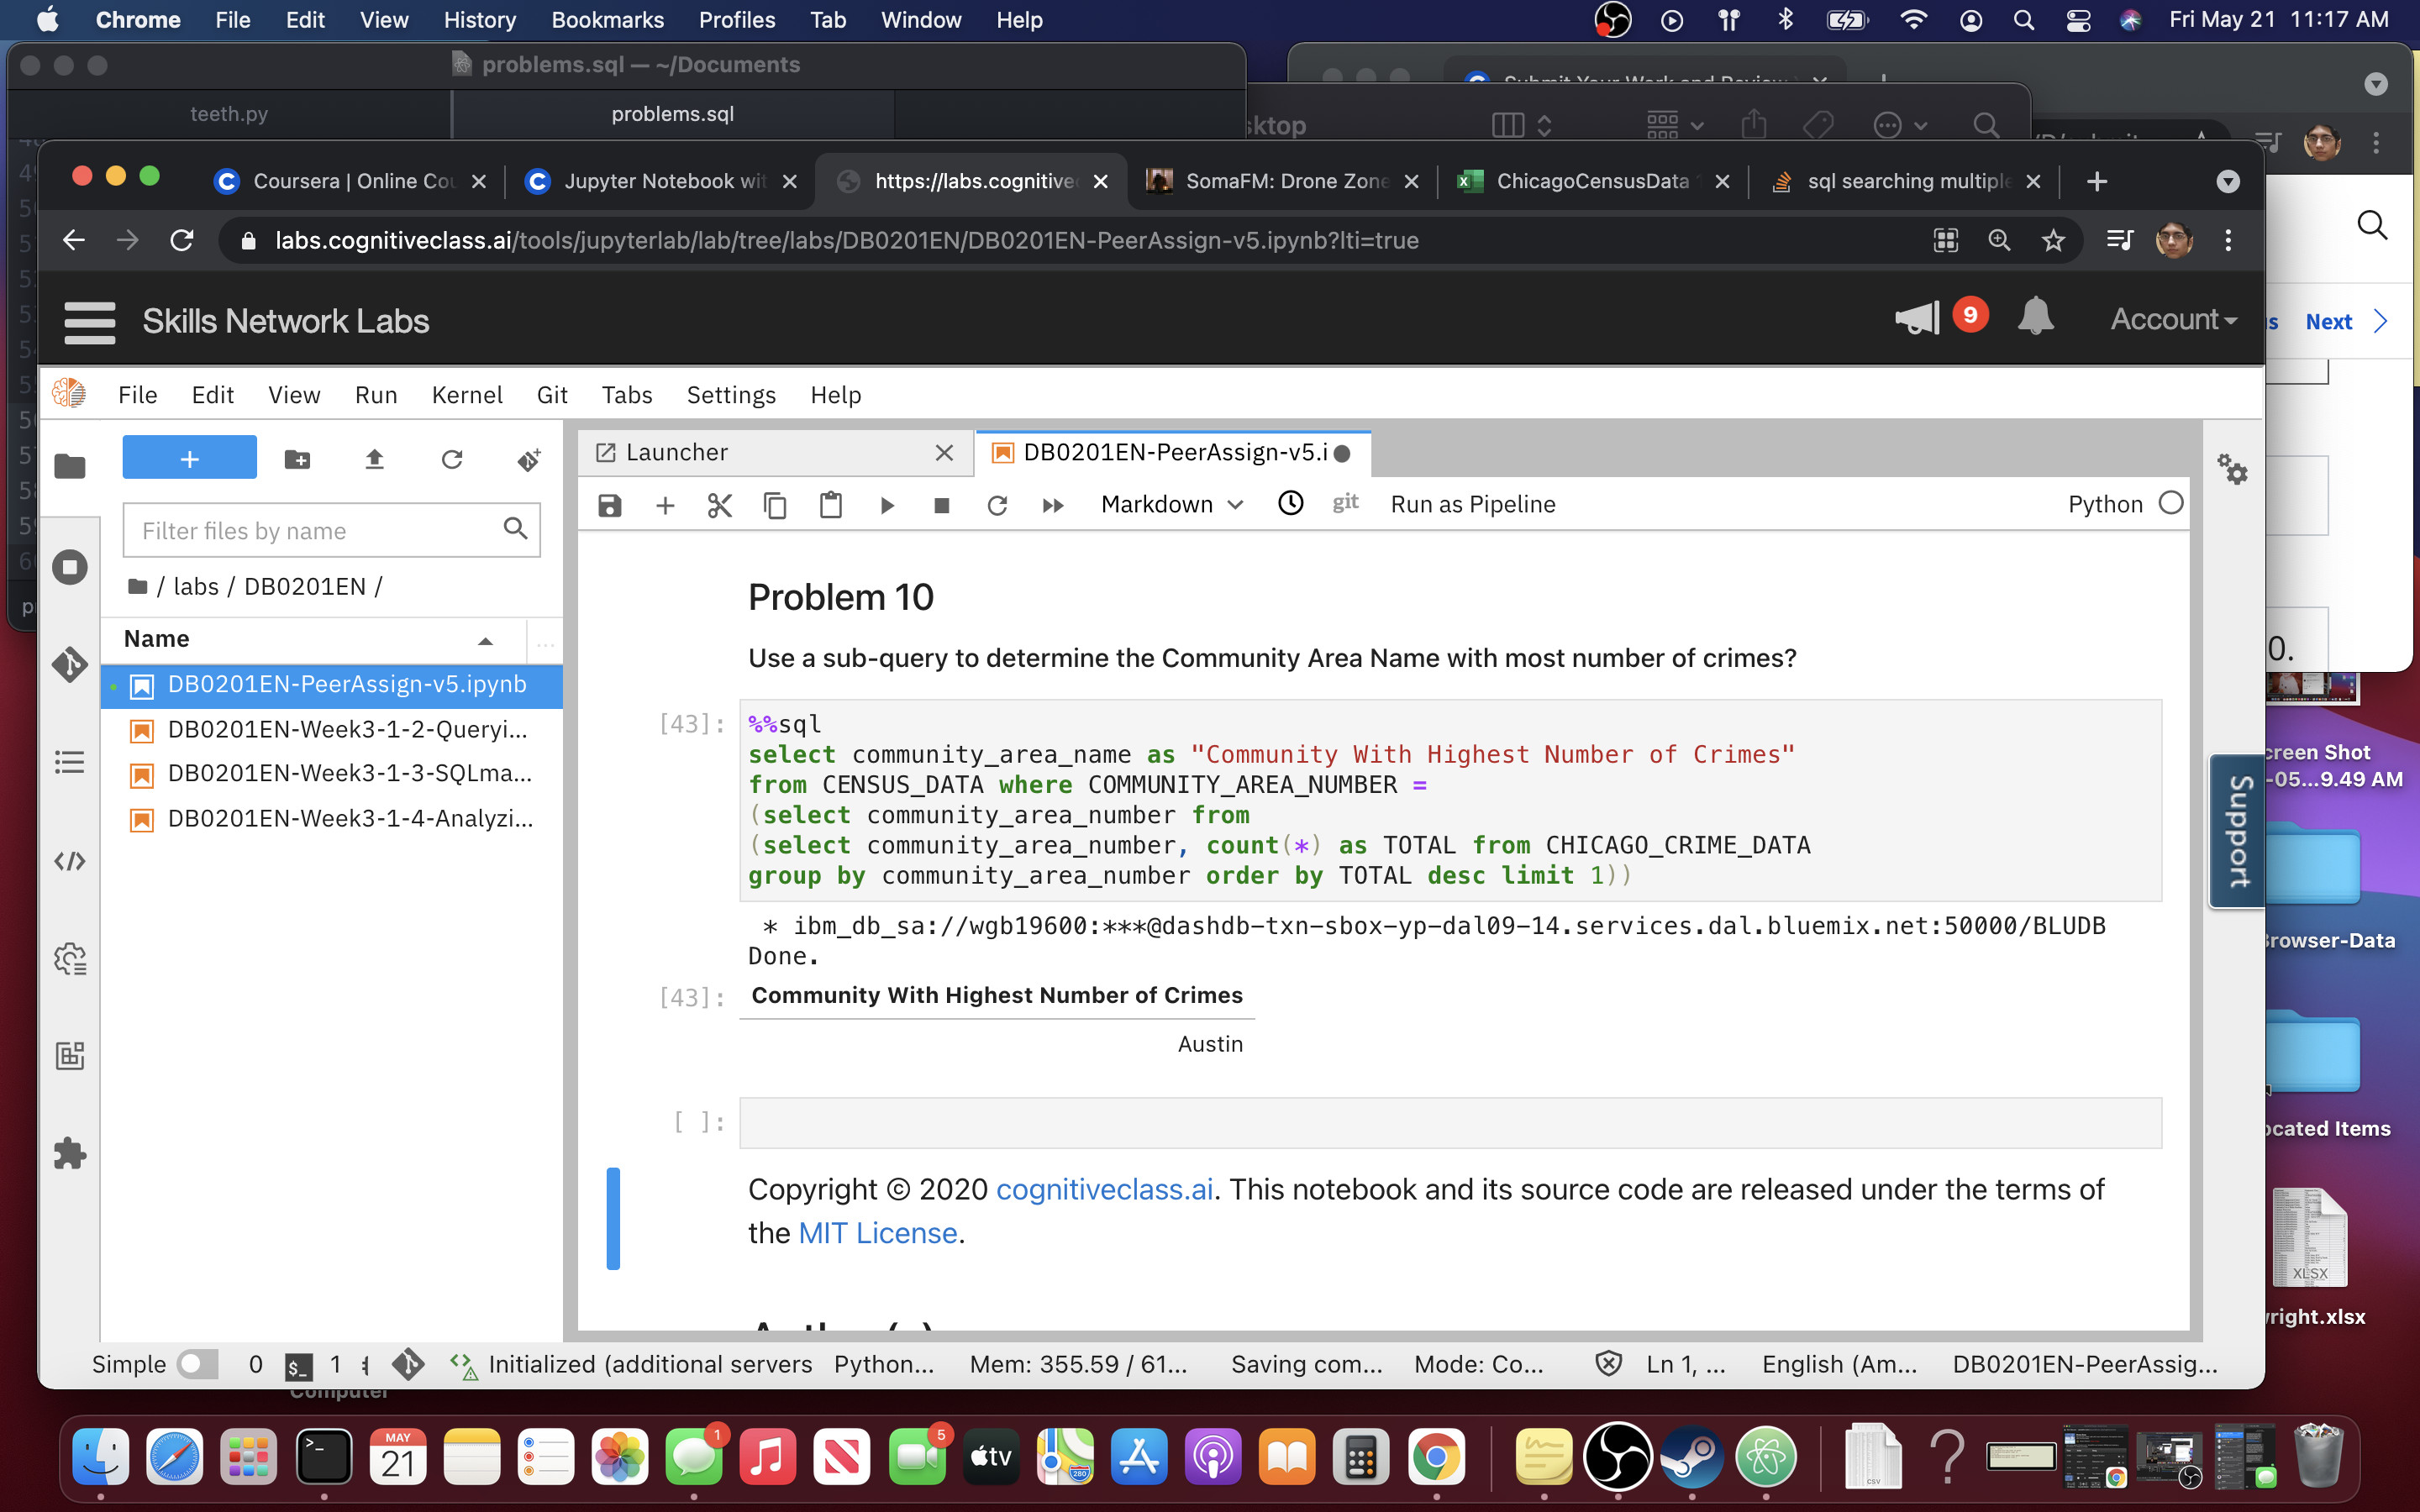 Chrome File Edit View History Bookmarks Profiles Tab Window Help Fri May 21 11:17 AM
problems.sql — ~/Documents
teeth.py problems.sql
Submit Your Work and Review
sktop
Coursera | Online Cou Jupyter Notebook wit https://labs.cognitive SomaFM: Drone Zone ChicagoCensusData sql searching multiple
labs.cognitiveclass.ai/tools/jupyterlab/lab/tree/labs/DB0201EN/DB0201EN-PeerAssign-v5.ipynb?lti=true
Skills Network Labs 9 Account
s Next
File Edit View Run Kernel Git Tabs Settings Help
Launcher DB0201EN-PeerAssign-v5.i
Markdown git Run as Pipeline Python
Filter files by name
/ labs / DB0201EN /
Name ...
DB0201EN-PeerAssign-v5.ipynb
DB0201EN-Week3-1-2-Queryi...
DB0201EN-Week3-1-3-SQLma...
DB0201EN-Week3-1-4-Analyzi...
Problem 10
Use a sub-query to determine the Community Area Name with most number of crimes?
[43]: %%sql
select community_area_name as "Community With Highest Number of Crimes"
from CENSUS_DATA where COMMUNITY_AREA_NUMBER =
(select community_area_number from
(select community_area_number, count(*) as TOTAL from CHICAGO_CRIME_DATA
group by community_area_number order by TOTAL desc limit 1))
* ibm_db_sa://wgb19600:***@dashdb-txn-sbox-yp-dal09-14.services.dal.bluemix.net:50000/BLUDB
Done.
[43]: Community With Highest Number of Crimes
Austin
[ ]:
Copyright © 2020 cognitiveclass.ai. This notebook and its source code are released under the terms of
the MIT License.
Support
0.
creen Shot
-05...9.49 AM
rowser-Data
ocated Items
XLSX
right.xlsx
Simple 0 $_ 1 Initialized (additional servers Python... Mem: 355.59 / 61... Saving com... Mode: Co... Ln 1, ... English (Am... DB0201EN-PeerAssig...
Computer
MAY
21
1
5
tv
280
CSV